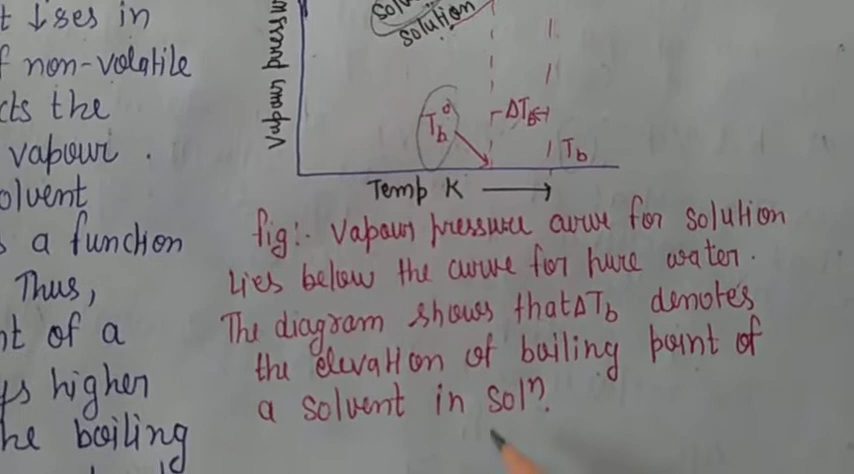 t ↓ses in
f non-volatile
cts the
vapour.
olvent
s a function
Thus,
nt of a
ys higher
he boiling
solution
Tb°
ΔTb
Tb
Temp K →
fig:- Vapour pressure curve for solution
lies below the curve for pure water.
The diagram shows that ΔTb denotes
the elevation of boiling point of
a solvent in solⁿ.